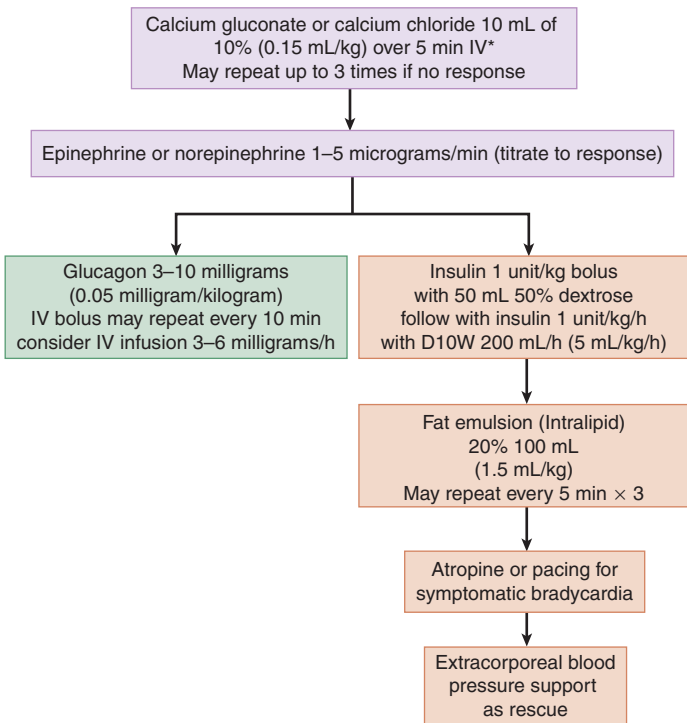 Calcium gluconate or calcium chloride 10 mL of
10% (0.15 mL/kg) over 5 min IV*
May repeat up to 3 times if no response
Epinephrine or norepinephrine 1–5 micrograms/min (titrate to response)
Glucagon 3–10 milligrams
(0.05 milligram/kilogram)
IV bolus may repeat every 10 min
consider IV infusion 3–6 milligrams/h
Insulin 1 unit/kg bolus
with 50 mL 50% dextrose
follow with insulin 1 unit/kg/h
with D10W 200 mL/h (5 mL/kg/h)
Fat emulsion (Intralipid)
20% 100 mL
(1.5 mL/kg)
May repeat every 5 min × 3
Atropine or pacing for
symptomatic bradycardia
Extracorporeal blood
pressure support
as rescue